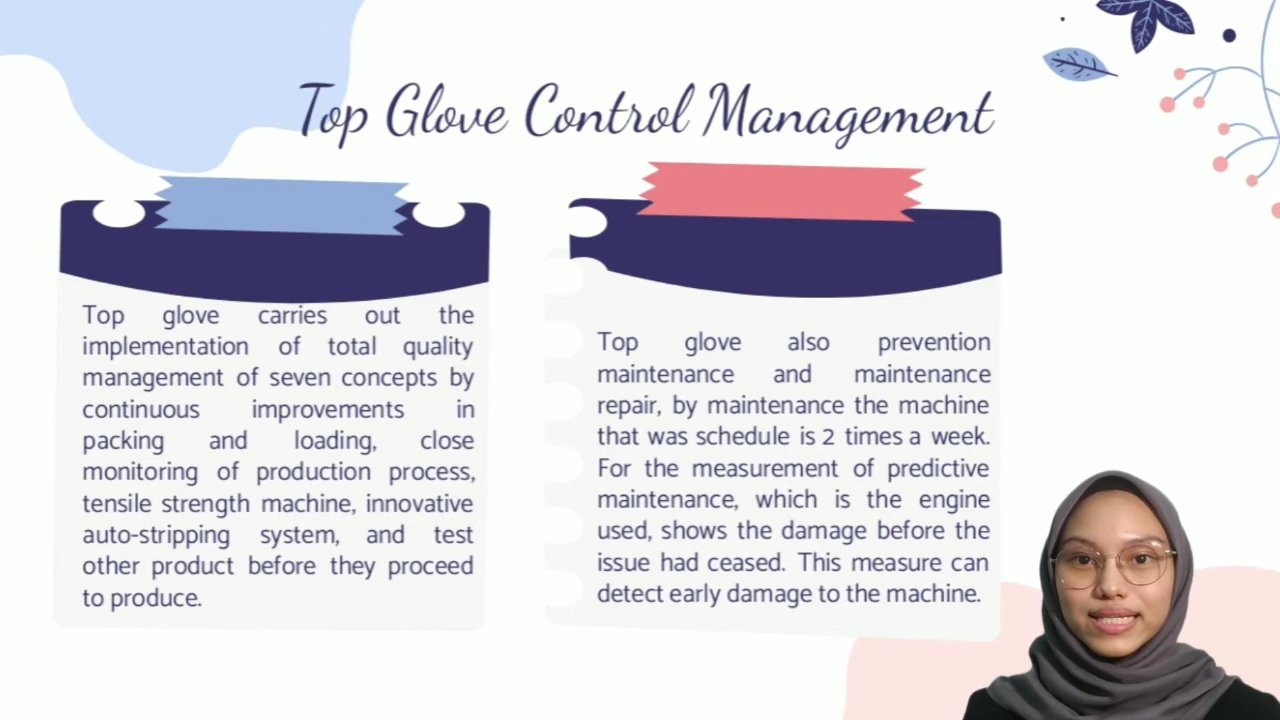 Top Glove Control Management
Top glove carries out the
implementation of total quality
management of seven concepts by
continuous improvements in
packing and loading, close
monitoring of production process,
tensile strength machine, innovative
auto-stripping system, and test
other product before they proceed
to produce.
Top glove also prevention
maintenance and maintenance
repair, by maintenance the machine
that was schedule is 2 times a week.
For the measurement of predictive
maintenance, which is the engine
used, shows the damage before the
issue had ceased. This measure can
detect early damage to the machine.